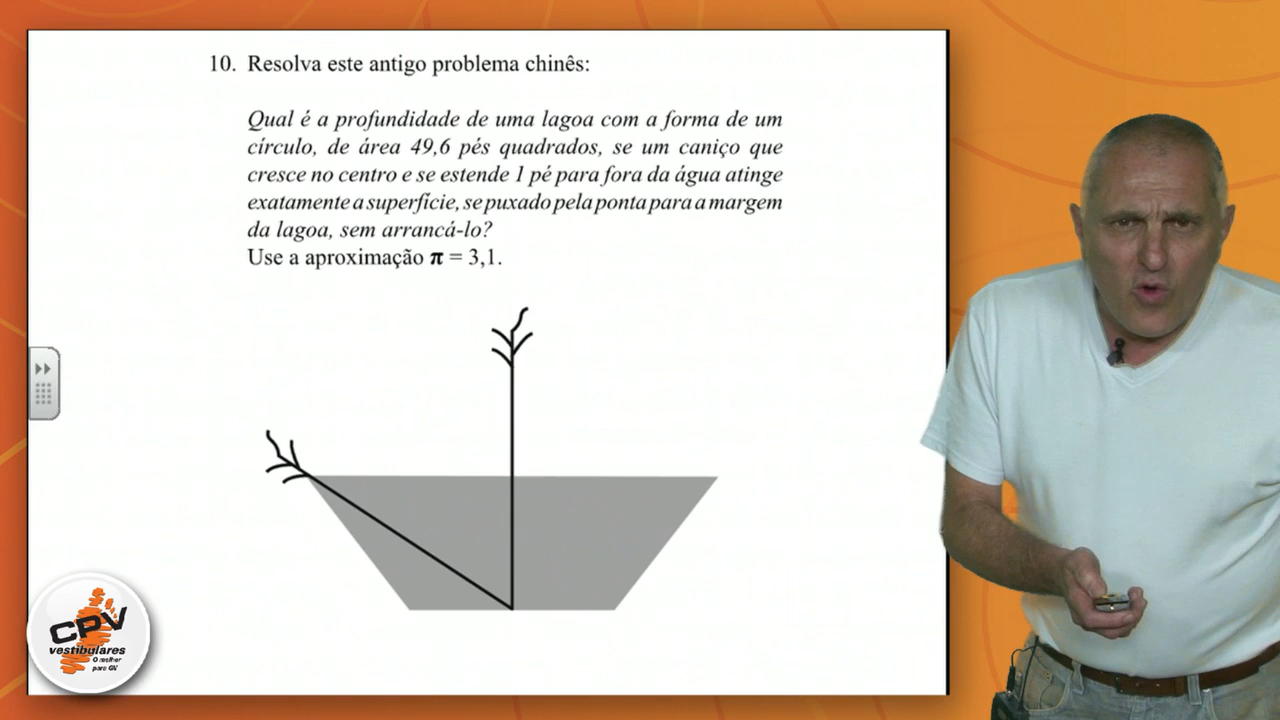 10. Resolva este antigo problema chinês:
Qual é a profundidade de uma lagoa com a forma de um
círculo, de área 49,6 pés quadrados, se um caniço que
cresce no centro e se estende 1 pé para fora da água atinge
exatamente a superfície, se puxado pela ponta para a margem
da lagoa, sem arrancá-lo?
Use a aproximação π = 3,1.
CPV
vestibulares
O melhor
para GV